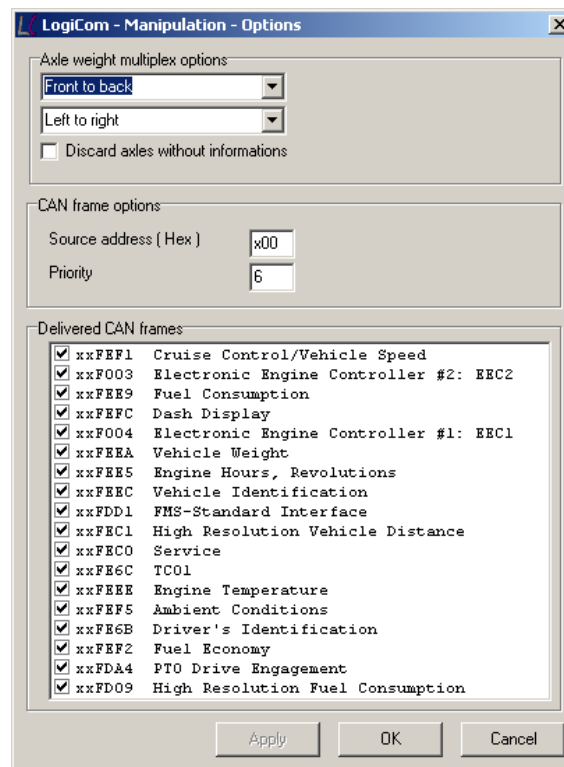 LogiCom - Manipulation - Options
Axle weight multiplex options
Front to back
Left to right
Discard axles without informations
CAN frame options
Source address ( Hex )  x00
Priority  6
Delivered CAN frames
xxFEF1  Cruise Control/Vehicle Speed
xxF003  Electronic Engine Controller #2: EEC2
xxFEE9  Fuel Consumption
xxFEFC  Dash Display
xxF004  Electronic Engine Controller #1: EEC1
xxFEEA  Vehicle Weight
xxFEE5  Engine Hours, Revolutions
xxFEEC  Vehicle Identification
xxFDD1  FMS-Standard Interface
xxFEC1  High Resolution Vehicle Distance
xxFEC0  Service
xxFE6C  TCO1
xxFEEE  Engine Temperature
xxFEF5  Ambient Conditions
xxFE6B  Driver's Identification
xxFEF2  Fuel Economy
xxFDA4  PTO Drive Engagement
xxFD09  High Resolution Fuel Consumption
Apply  OK  Cancel